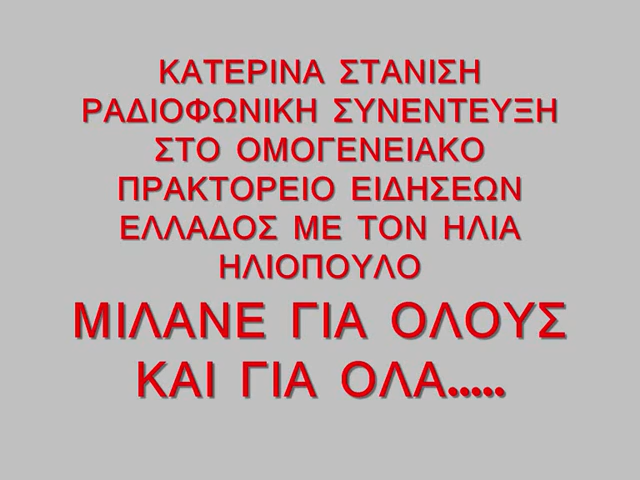 ΚΑΤΕΡΙΝΑ ΣΤΑΝΙΣΗ
ΡΑΔΙΟΦΩΝΙΚΗ ΣΥΝΕΝΤΕΥΞΗ
ΣΤΟ ΟΜΟΓΕΝΕΙΑΚΟ
ΠΡΑΚΤΟΡΕΙΟ ΕΙΔΗΣΕΩΝ
ΕΛΛΑΔΟΣ ΜΕ ΤΟΝ ΗΛΙΑ
ΗΛΙΟΠΟΥΛΟ
ΜΙΛΑΝΕ ΓΙΑ ΟΛΟΥΣ
ΚΑΙ ΓΙΑ ΟΛΑ.....